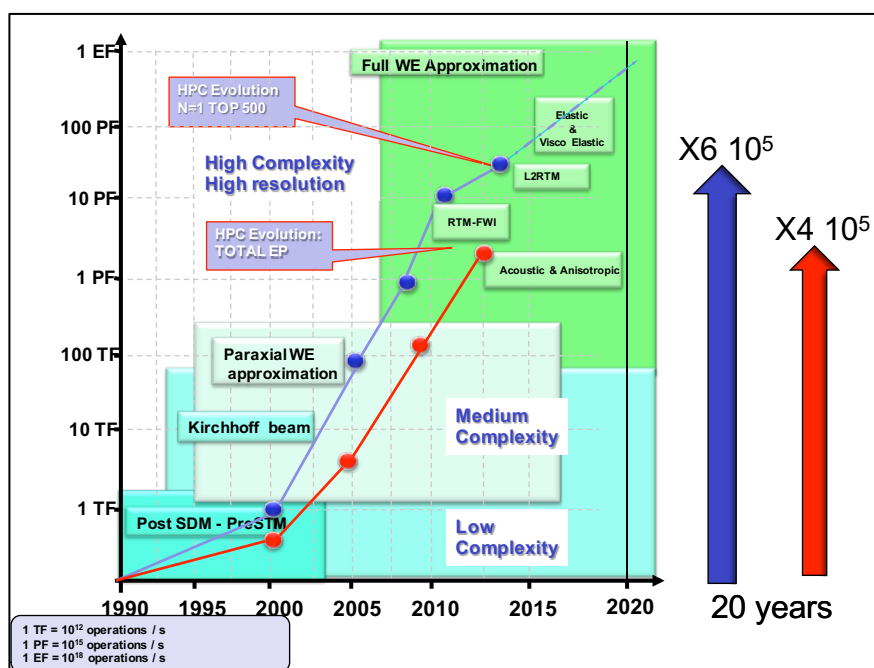 1 EF
Full WE Approximation
HPC Evolution
N=1 TOP 500
Elastic
&
Visco Elastic
100 PF
X6 10⁵
High Complexity
High resolution
L2RTM
10 PF
X4 10⁵
RTM-FWI
HPC Evolution:
TOTAL EP
1 PF
Acoustic & Anisotropic
100 TF
Paraxial WE
approximation
Kirchhoff beam
Medium
Complexity
10 TF
1 TF
Post SDM - PreSTM
Low
Complexity
1990
1995
2000
2005
2010
2015
2020
20 years
1 TF = 10¹² operations / s
1 PF = 10¹⁵ operations / s
1 EF = 10¹⁸ operations / s